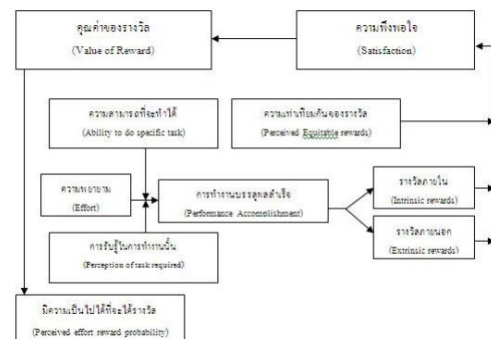 คุณค่าของรางวัล
(Value of Reward)
ความพึงพอใจ
(Satisfaction)
ความสามารถที่จะทำได้
(Ability to do specific task)
ความเท่าเทียมกันของรางวัล
(Perceived Equitable rewards)
ความพยายาม
(Effort)
การทำงานบรรลุผลสำเร็จ
(Performance Accomplishment)
รางวัลภายใน
(Intrinsic rewards)
การรับรู้ในการทำงานนั้น
(Perception of task required)
รางวัลภายนอก
(Extrinsic rewards)
มีความเป็นไปได้ที่จะได้รางวัล
(Perceived effort reward probability)